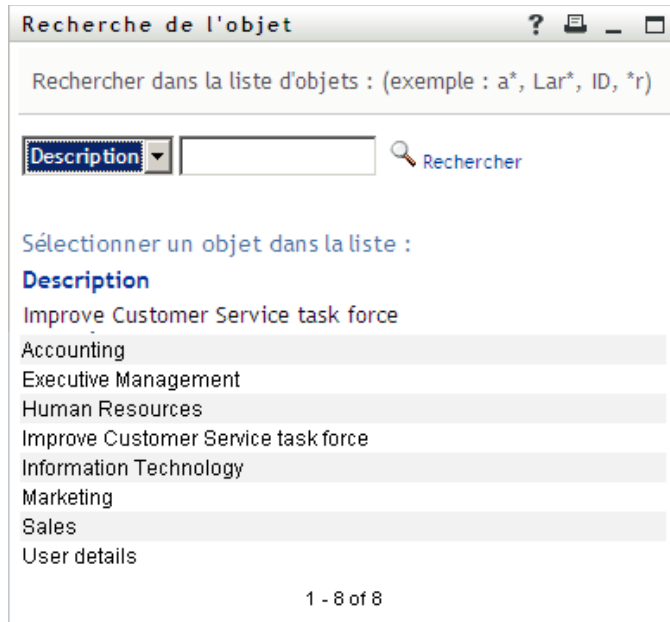 Recherche de l'objet ?
Rechercher dans la liste d'objets : (exemple : a*, Lar*, ID, *r)
Description Rechercher
Sélectionner un objet dans la liste :
Description
Improve Customer Service task force
Accounting
Executive Management
Human Resources
Improve Customer Service task force
Information Technology
Marketing
Sales
User details
1 - 8 of 8